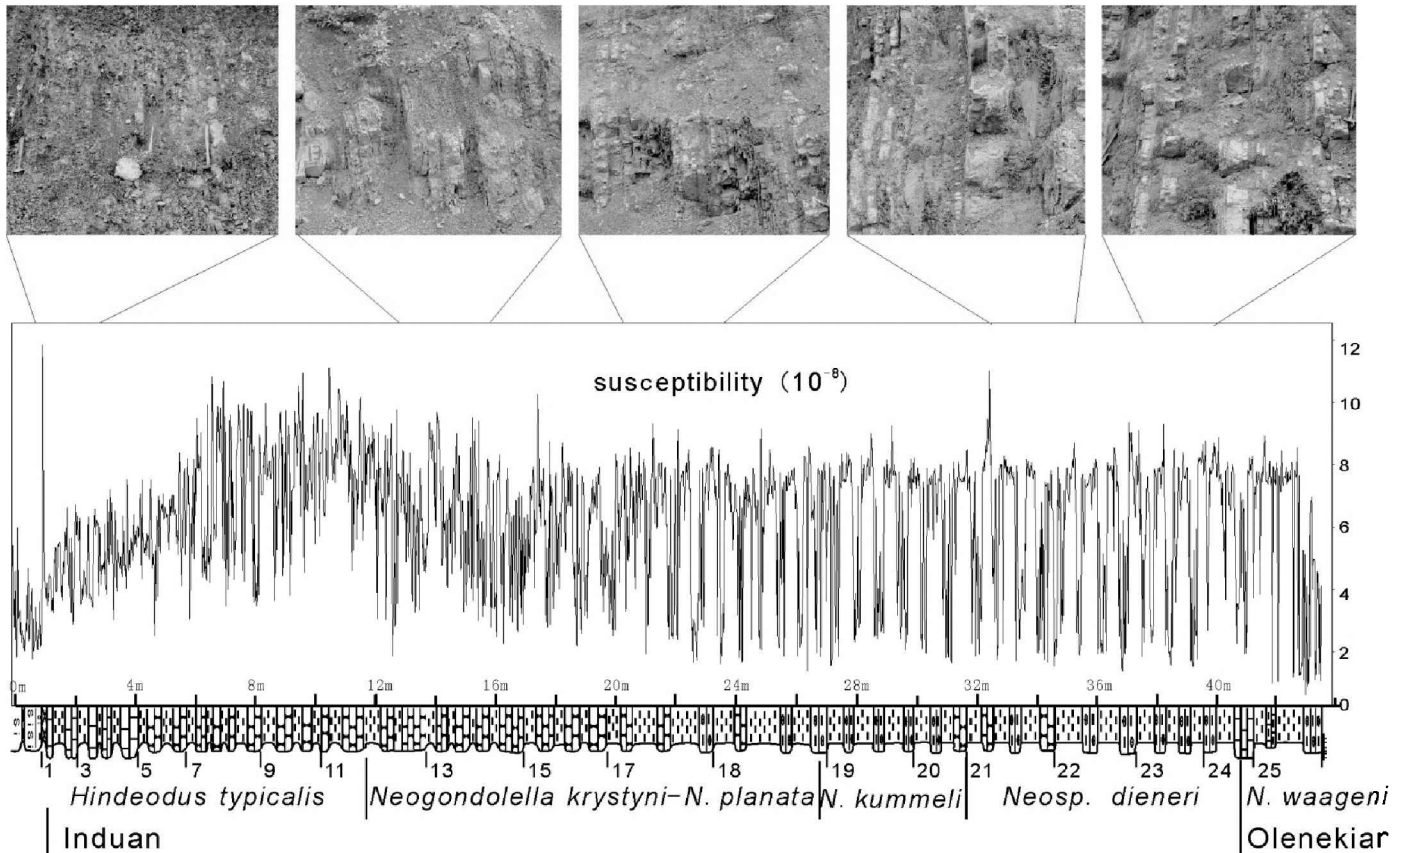 13
susceptibility (10⁻⁸)
12
10
8
6
4
2
0
0m 4m 8m 12m 16m 20m 24m 28m 32m 36m 40m
1 3 5 7 9 11 13 15 17 18 19 20 21 22 23 24 25
Hindeodus typicalis Neogondolella krystyni-N. planata N. kummeli Neosp. dieneri N. waageni
Induan Olenekiar